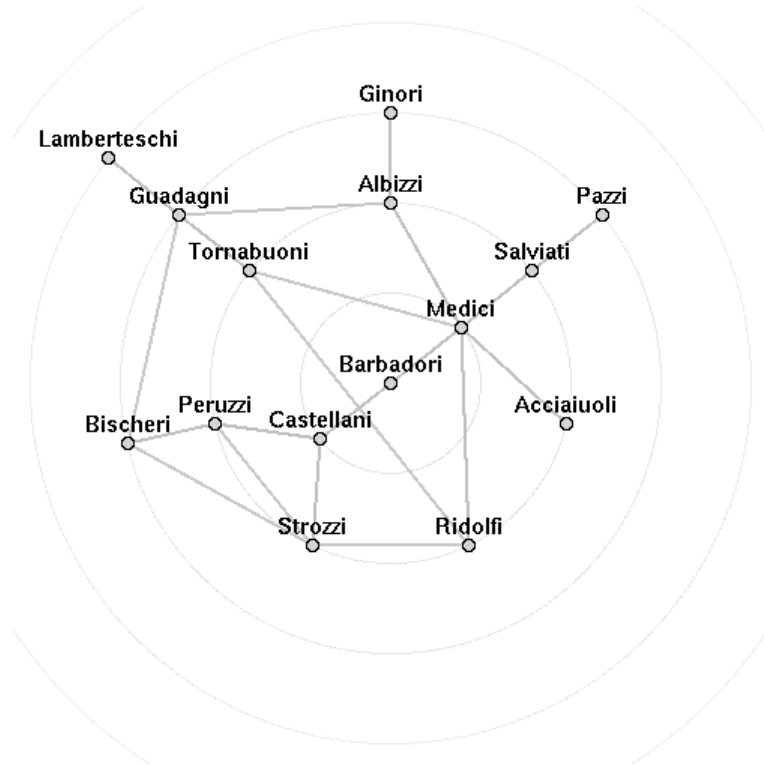 Ginori
Lamberteschi
Albizzi
Guadagni
Pazzi
Tornabuoni
Salviati
Medici
Barbadori
Peruzzi
Acciaiuoli
Castellani
Bischeri
Strozzi
Ridolfi